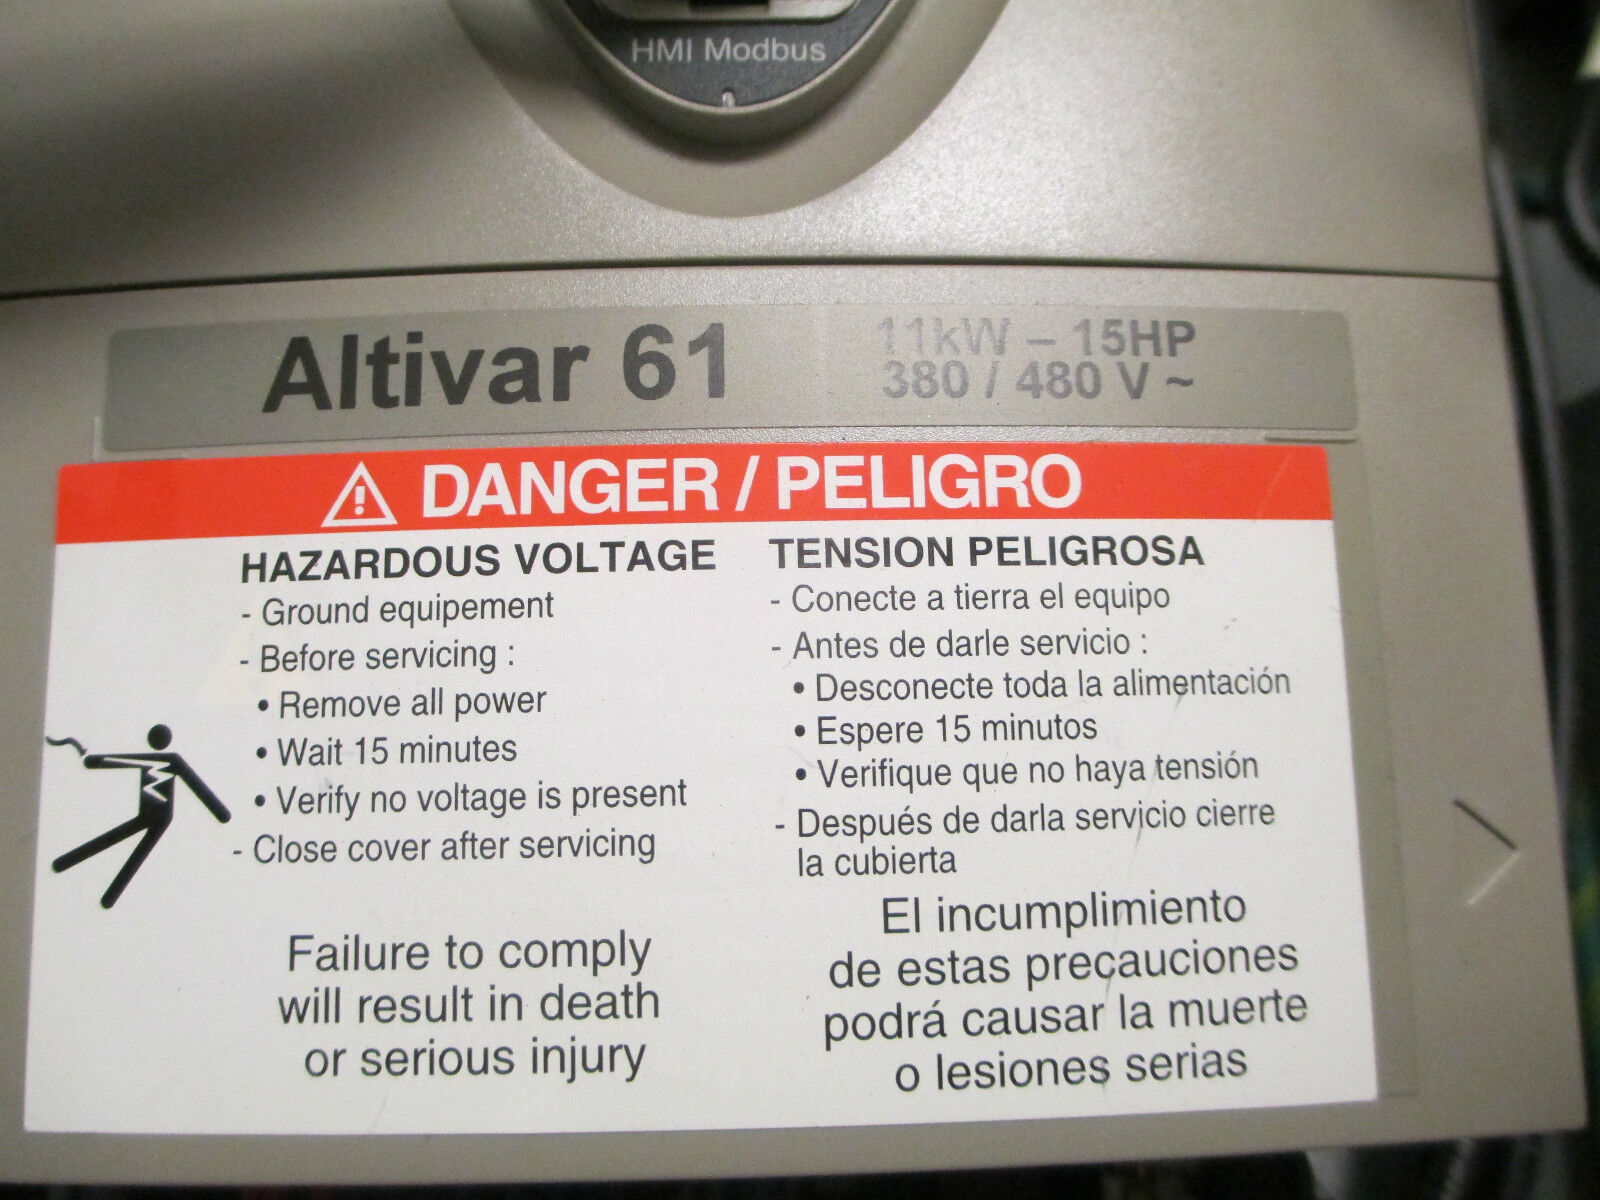 HMI Modbus
Altivar 61
11kW – 15HP
380 / 480 V ~
DANGER / PELIGRO
HAZARDOUS VOLTAGE
- Ground equipement
- Before servicing :
• Remove all power
• Wait 15 minutes
• Verify no voltage is present
- Close cover after servicing
Failure to comply
will result in death
or serious injury
TENSION PELIGROSA
- Conecte a tierra el equipo
- Antes de darle servicio :
• Desconecte toda la alimentación
• Espere 15 minutos
• Verifique que no haya tensión
- Después de darla servicio cierre
la cubierta
El incumplimiento
de estas precauciones
podrá causar la muerte
o lesiones serias